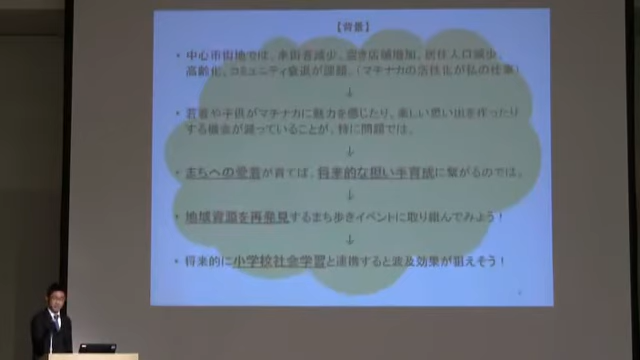 【背景】
・中心市街地では、来街者減少、空き店舗増加、居住人口減少、
高齢化、コミュニティ衰退が課題。（マチナカの活性化が私の仕事）
↓
・若者や子供がマチナカに魅力を感じたり、楽しい思い出を作ったり
する機会が減っていることが、特に問題では。
↓
・まちへの愛着が育てば、将来的な担い手育成に繋がるのでは。
↓
・地域資源を再発見するまち歩きイベントに取り組んでみよう！
↓
・将来的に小学校社会学習と連携すると波及効果が狙えそう！